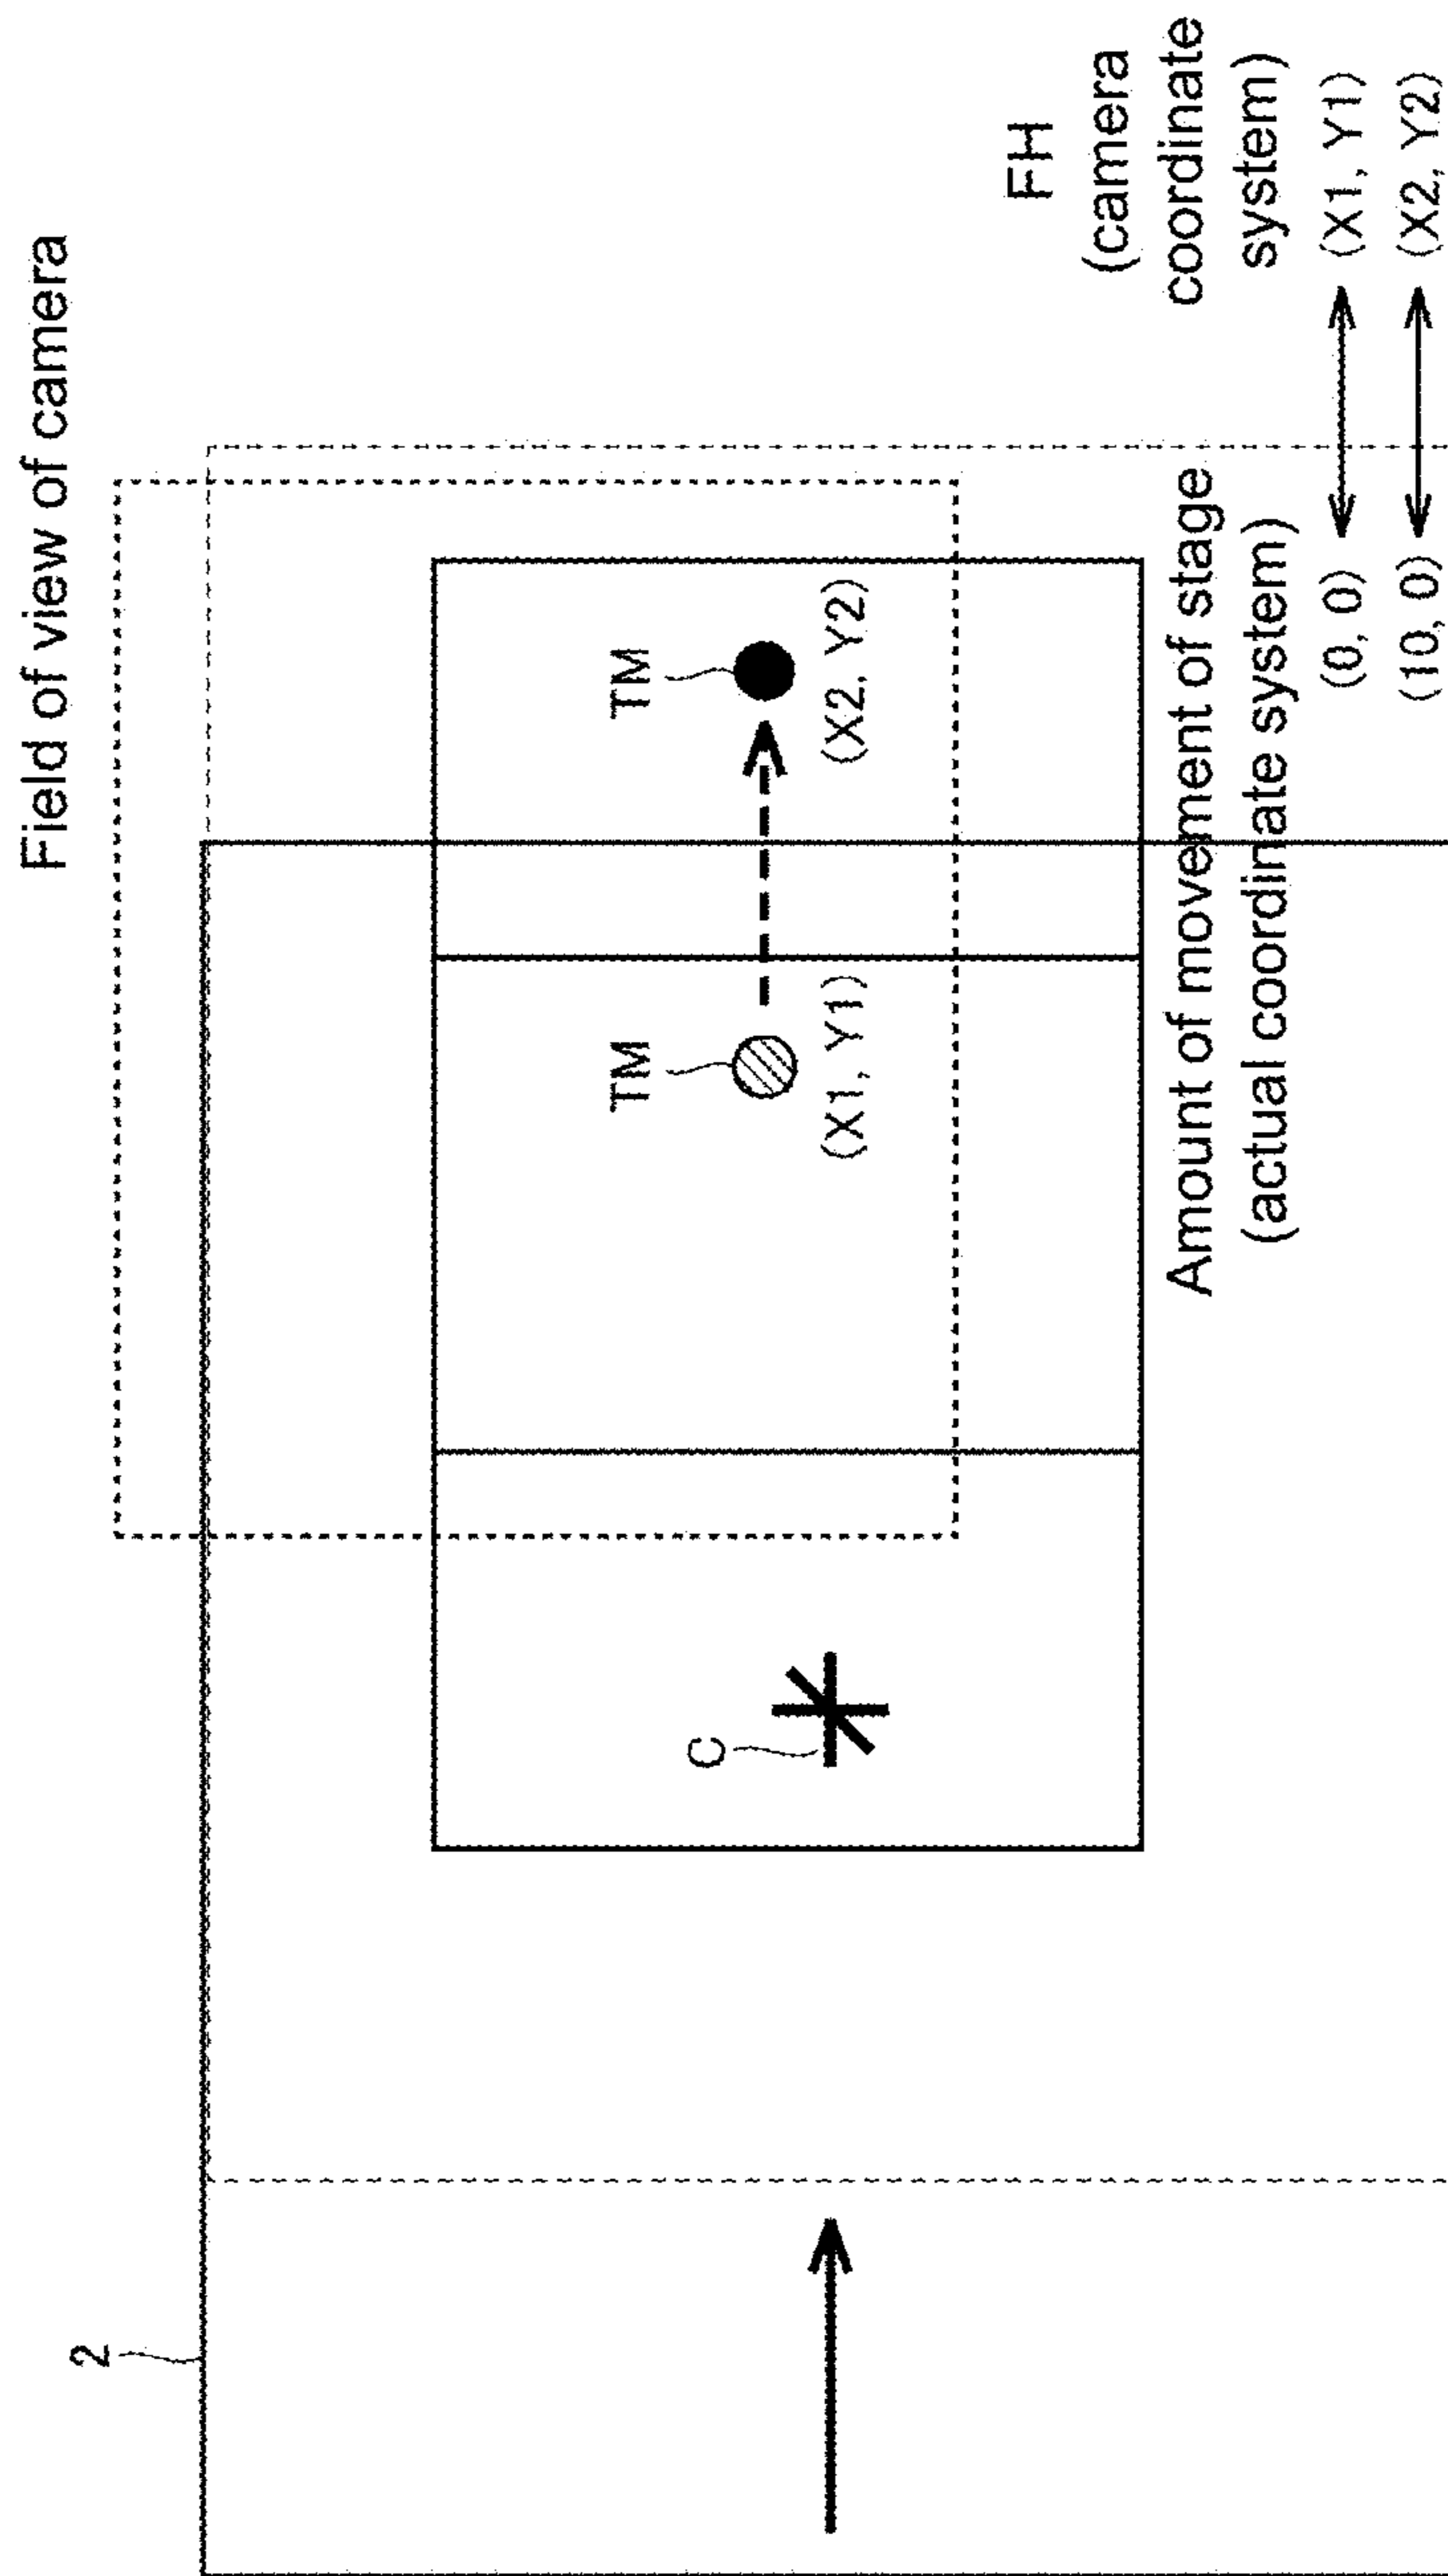 Field of view of camera
2
TM
TM
C
(X1, Y1)
(X2, Y2)
Amount of movement of stage
(actual coordinate system)
FH
(camera
coordinate
system)
(0, 0) ↔ (X1, Y1)
(10, 0) ↔ (X2, Y2)